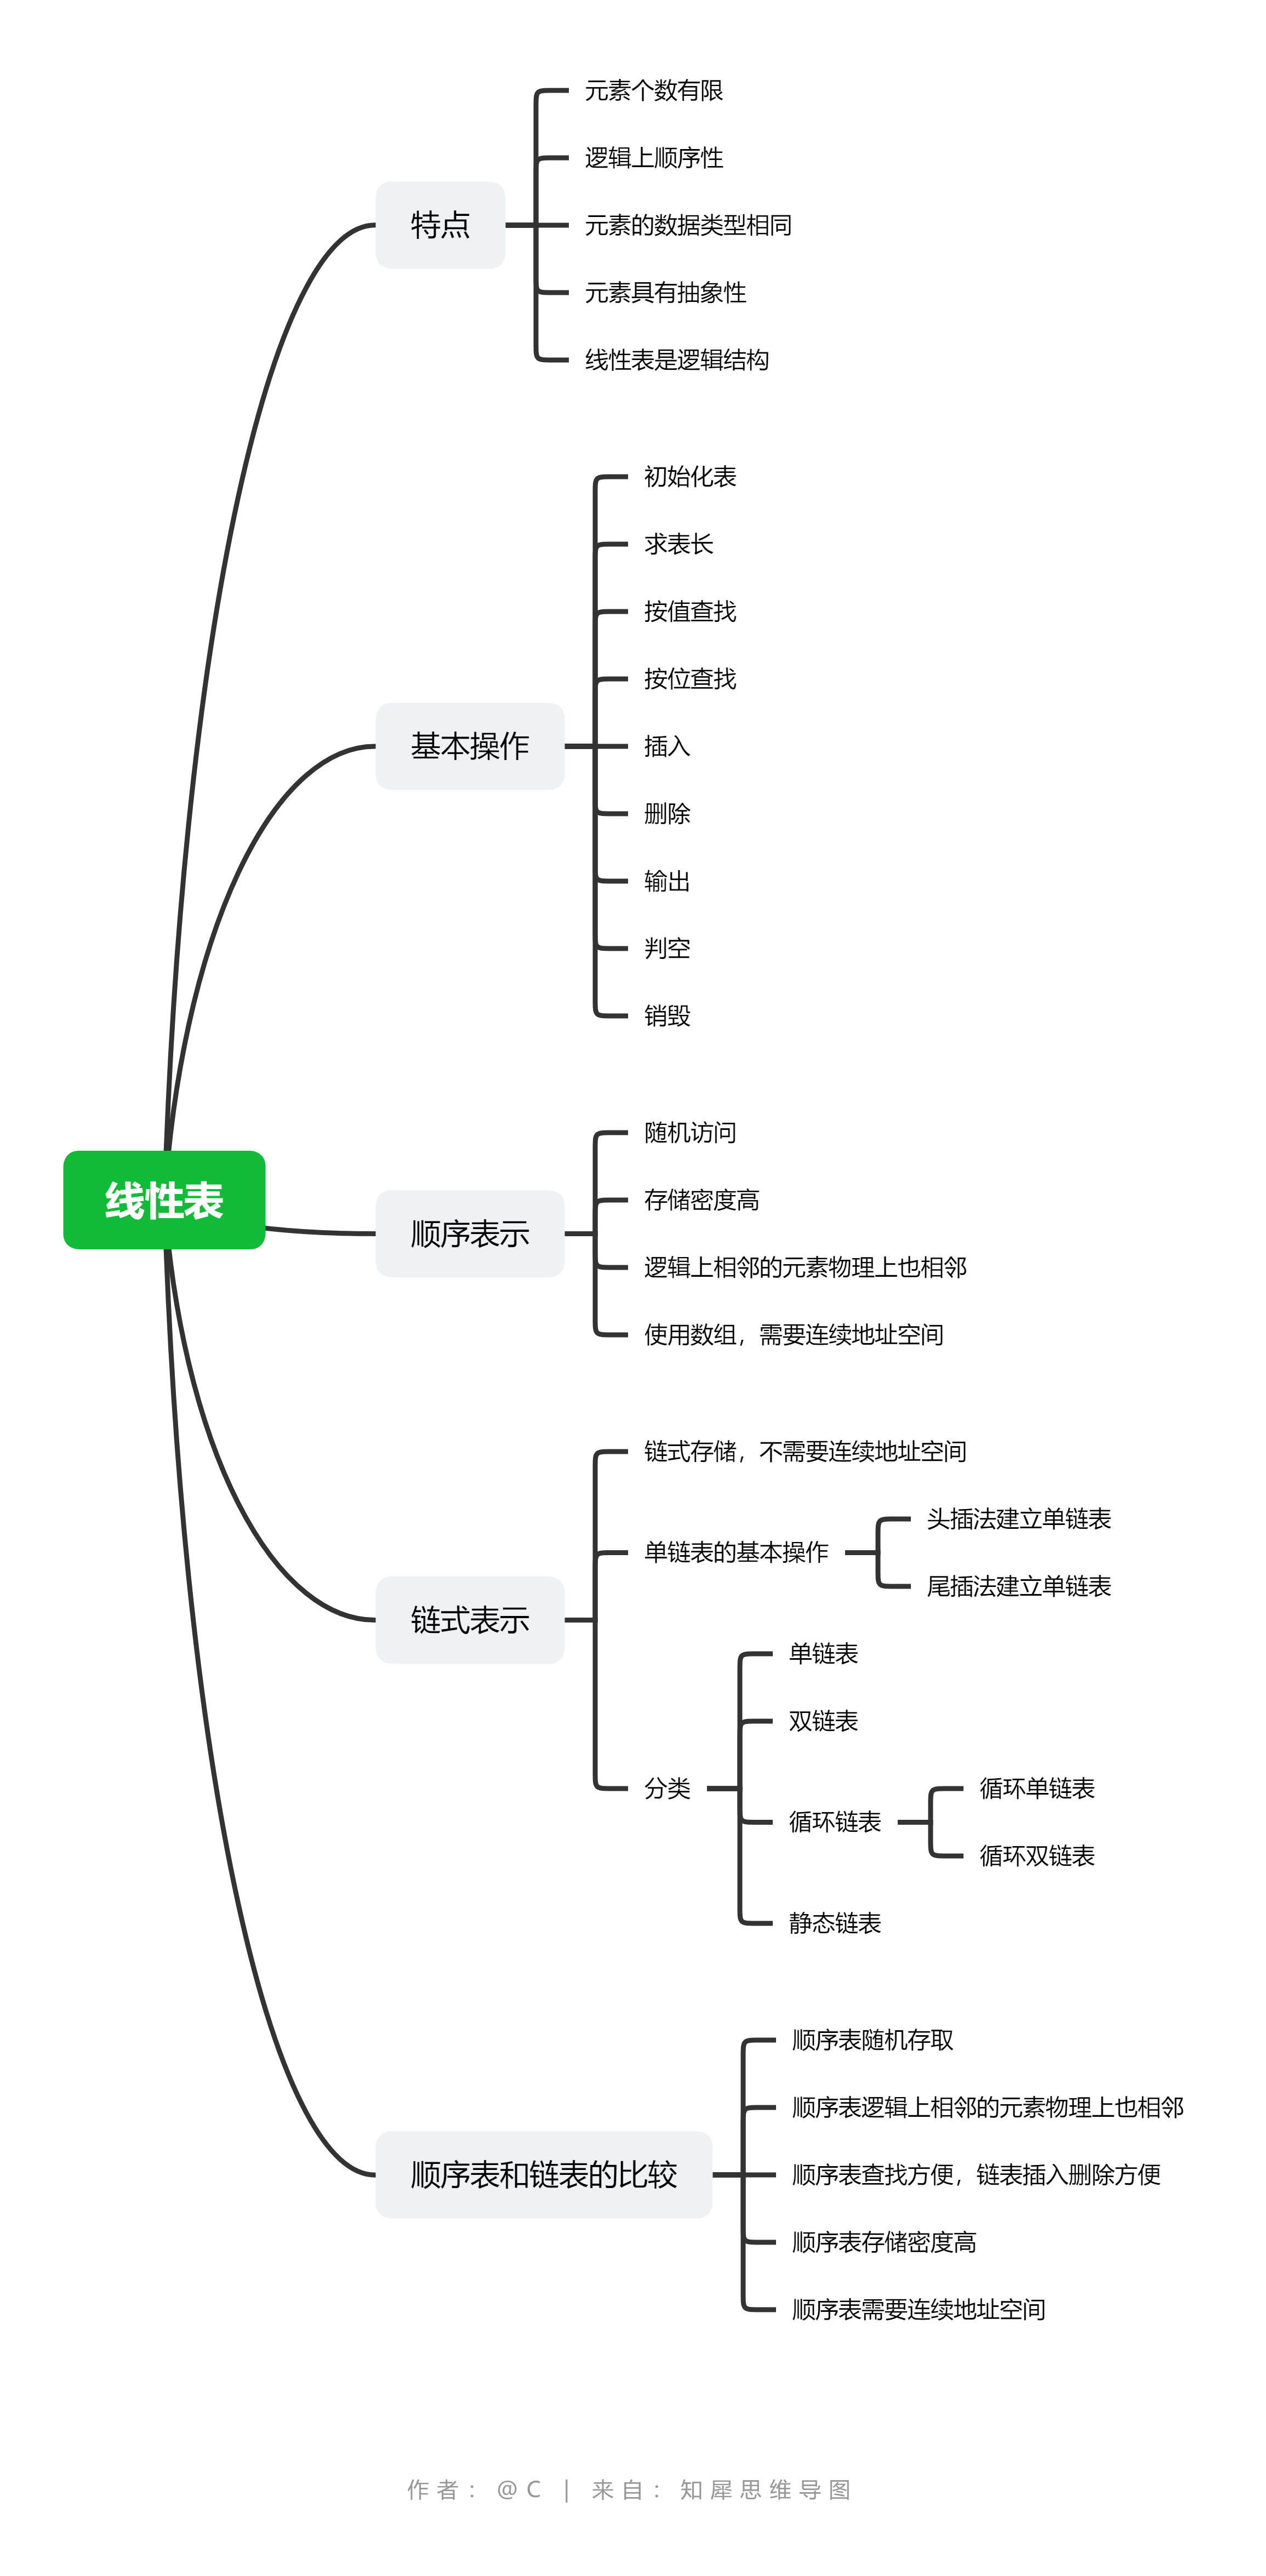 线性表
特点
元素个数有限
逻辑上顺序性
元素的数据类型相同
元素具有抽象性
线性表是逻辑结构
基本操作
初始化表
求表长
按值查找
按位查找
插入
删除
输出
判空
销毁
顺序表示
随机访问
存储密度高
逻辑上相邻的元素物理上也相邻
使用数组，需要连续地址空间
链式表示
链式存储，不需要连续地址空间
单链表的基本操作
头插法建立单链表
尾插法建立单链表
分类
单链表
双链表
循环链表
循环单链表
循环双链表
静态链表
顺序表和链表的比较
顺序表随机存取
顺序表逻辑上相邻的元素物理上也相邻
顺序表查找方便，链表插入删除方便
顺序表存储密度高
顺序表需要连续地址空间
作者：@C | 来自：知犀思维导图